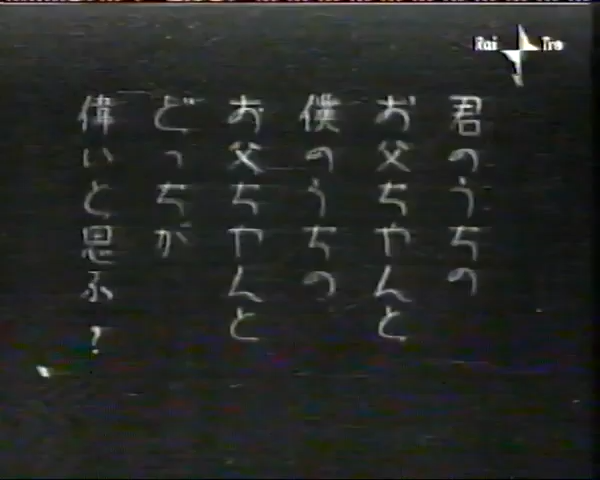 君のうちの
お父ちやんと
僕のうちの
お父ちやんと
どっちが
偉いと思ふ?
Rai Tre